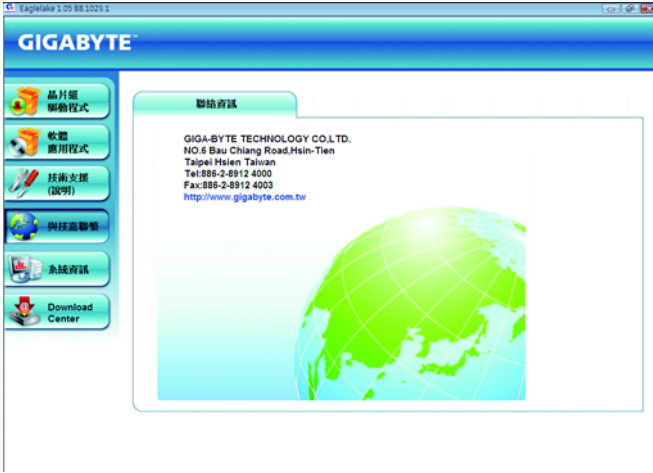 Eaglelake 1.05 B8.1023.1
GIGABYTE™
晶片組
驅動程式
軟體
應用程式
技術支援
(說明)
與技嘉聯繫
系統資訊
Download
Center
聯絡資訊
GIGA-BYTE TECHNOLOGY CO,LTD.
NO.6 Bau Chiang Road,Hsin-Tien
Taipei Hsien Taiwan
Tel:886-2-8912 4000
Fax:886-2-8912 4003
http://www.gigabyte.com.tw